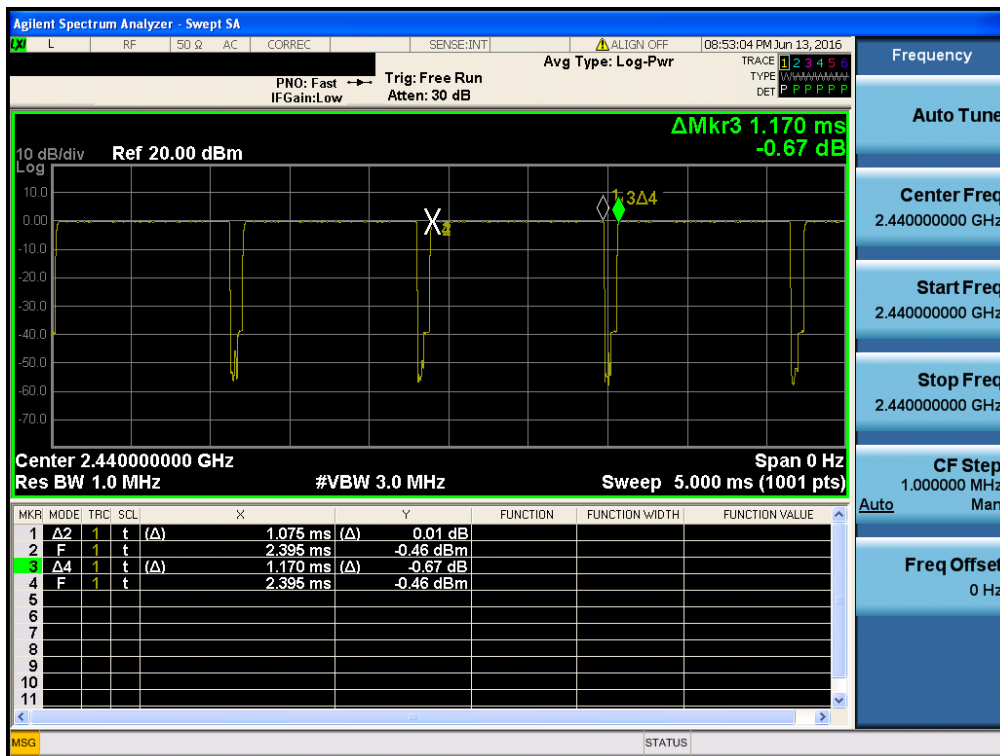 Agilent Spectrum Analyzer - Swept SA
LXI L RF 50 Ω AC CORREC SENSE:INT ALIGN OFF 08:53:04 PM Jun 13, 2016
Avg Type: Log-Pwr TRACE 1 2 3 4 5 6
PNO: Fast Trig: Free Run TYPE WWWWWW
IFGain:Low Atten: 30 dB DET P P P P P P
ΔMkr3 1.170 ms
-0.67 dB
10 dB/div Ref 20.00 dBm
Log
10.0
0.00
-10.0
-20.0
-30.0
-40.0
-50.0
-60.0
-70.0
3Δ4
Center 2.440000000 GHz Span 0 Hz
Res BW 1.0 MHz #VBW 3.0 MHz Sweep 5.000 ms (1001 pts)
MKR MODE TRC SCL X Y FUNCTION FUNCTION WIDTH FUNCTION VALUE
1 Δ2 1 t (Δ) 1.075 ms (Δ) 0.01 dB
2 F 1 t 2.395 ms -0.46 dBm
3 Δ4 1 t (Δ) 1.170 ms (Δ) -0.67 dB
4 F 1 t 2.395 ms -0.46 dBm
5
6
7
8
9
10
11
MSG STATUS
Frequency
Auto Tune
Center Freq
2.440000000 GHz
Start Freq
2.440000000 GHz
Stop Freq
2.440000000 GHz
CF Step
1.000000 MHz
Auto Man
Freq Offset
0 Hz